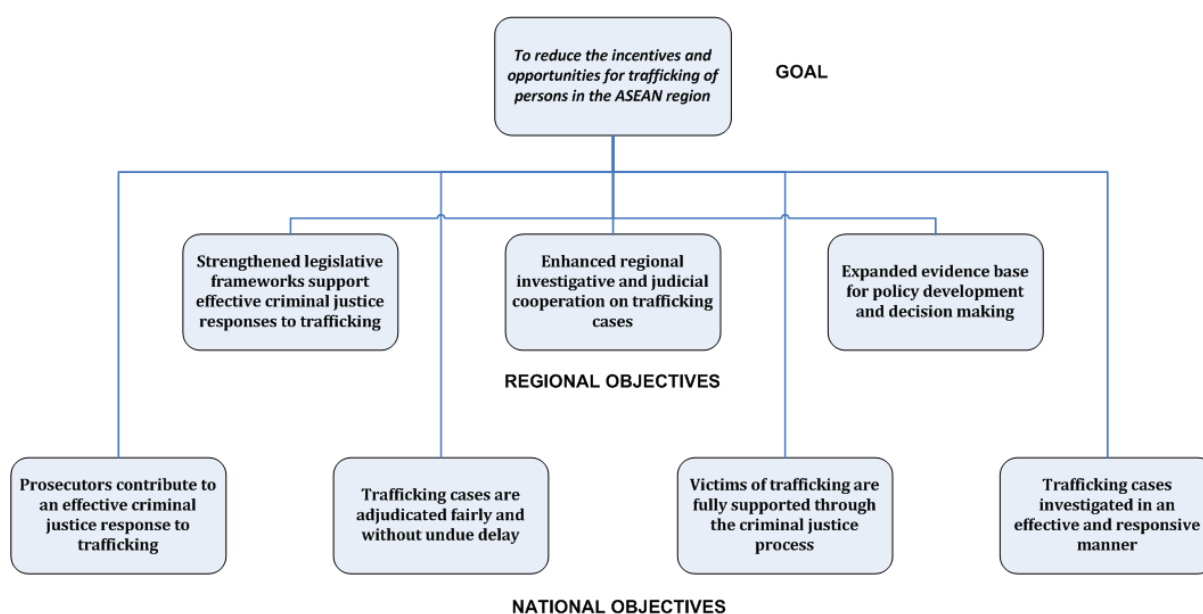 To reduce the incentives and
opportunities for trafficking of
persons in the ASEAN region
GOAL
Strengthened legislative
frameworks support
effective criminal justice
responses to trafficking
Enhanced regional
investigative and judicial
cooperation on trafficking
cases
Expanded evidence base
for policy development
and decision making
REGIONAL OBJECTIVES
Prosecutors contribute to
an effective criminal
justice response to
trafficking
Trafficking cases are
adjudicated fairly and
without undue delay
Victims of trafficking are
fully supported through
the criminal justice
process
Trafficking cases
investigated in an
effective and responsive
manner
NATIONAL OBJECTIVES